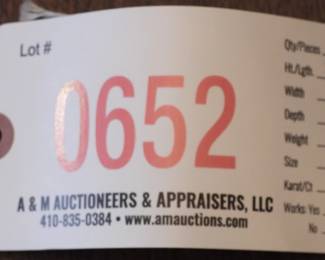 Lot #
0652
A & M AUCTIONEERS & APPRAISERS, LLC
410-835-0384 • www.amauctions.com
Qty/Pieces
Ht./Lgth.
Width
Depth
Weight
Size
Karat/Ct
Works: Yes
No